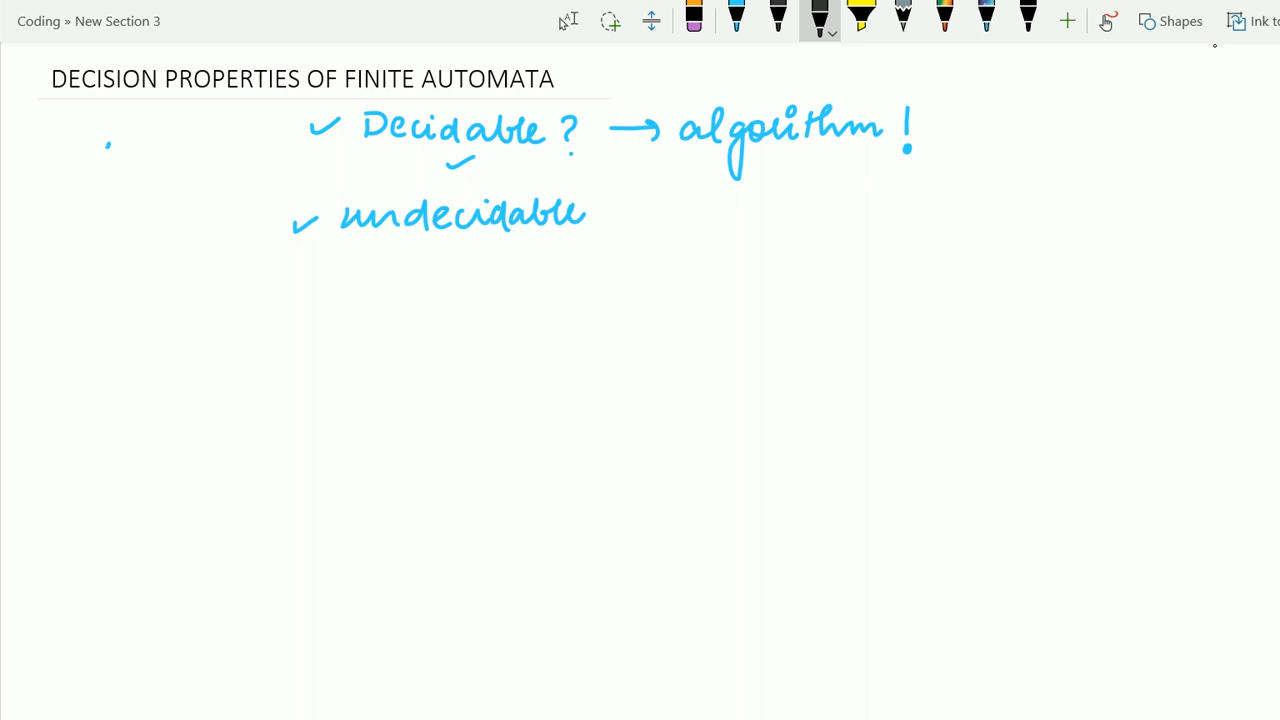 Coding » New Section 3
Shapes
Ink to
DECISION PROPERTIES OF FINITE AUTOMATA
✓ Decidable ? → algorithm !
✓ undecidable